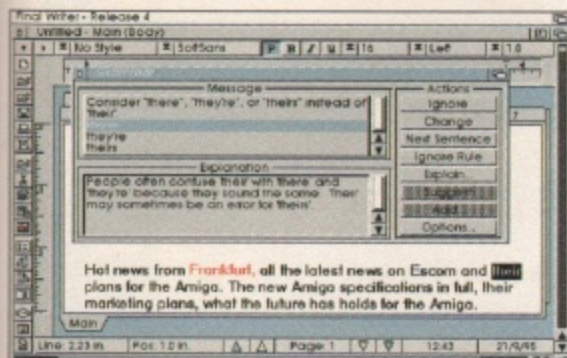 Final Writer - Release 4
Untitled - Main (Body)
No Style SoftSans P B I U 16 Left 1.0
Message
Consider "there", "they're", or "theirs" instead of
"their".
they're
theirs
Explanation
People often confuse 'their' with 'there' and
'they're' because they sound the same. 'Their'
may sometimes be an error for 'theirs'.
Actions
Ignore
Change
Next Sentence
Ignore Rule
Explain...
Suggest
Add
Options...
7
Hot news from Frankfurt, all the latest news on Escom and their
plans for the Amiga. The new Amiga specifications in full, their
marketing plans, what the future has holds for the Amiga.
Main
Line: 2.23 in. Pos: 1.0 in. Page: 1 12:43 21/9/95